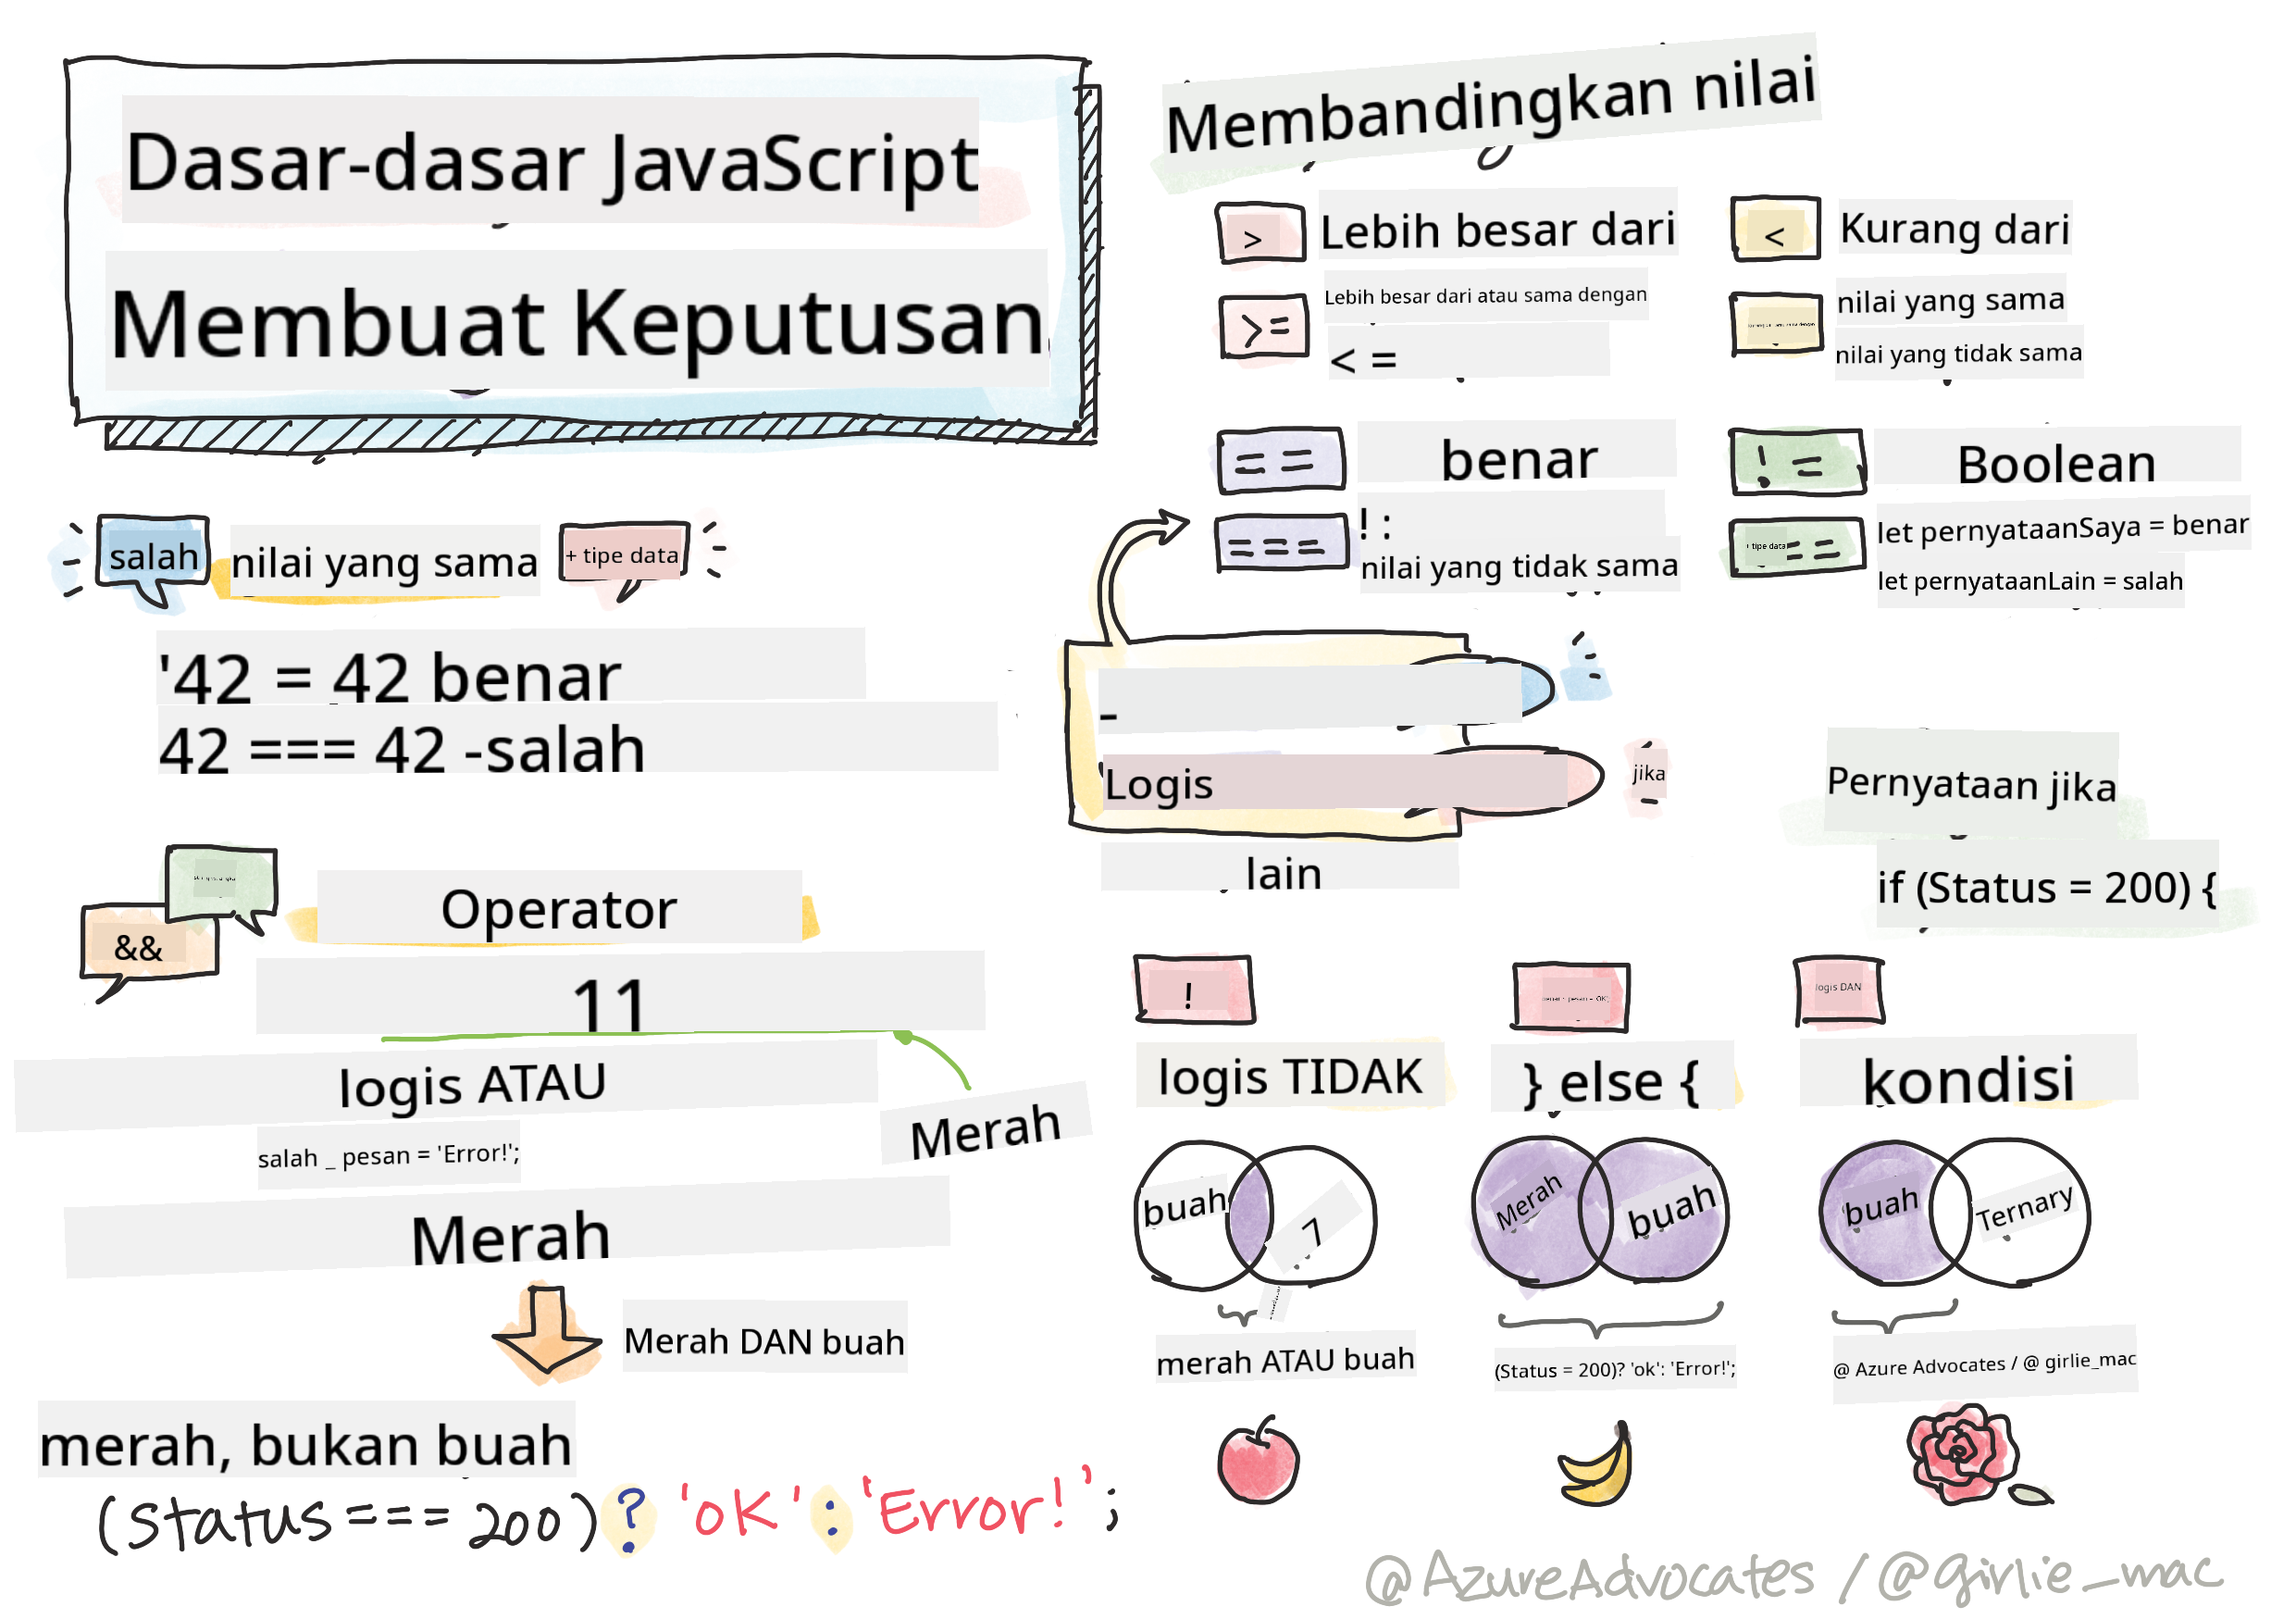 Dasar-dasar JavaScript
Membuat Keputusan
Membandingkan nilai
> Lebih besar dari
< Kurang dari
>= Lebih besar dari atau sama dengan
< =
nilai yang sama
nilai yang tidak sama
== benar
=== ! :
nilai yang tidak sama
! = Boolean
+ tipe data == let pernyataanSaya = benar
let pernyataanLain = salah
salah nilai yang sama + tipe data
'42 = 42 benar
42 === 42 -salah
-
Logis
jika
lain
Pernyataan jika
if (Status = 200) {
&& Operator
11
logis ATAU
Merah
salah _ pesan = 'Error!';
Merah
Merah DAN buah
merah, bukan buah
(status === 200) ? 'OK' : 'Error!' ;
!
logis TIDAK
buah 7
merah ATAU buah
} else {
Merah buah
(Status = 200)? 'ok': 'Error!';
logis DAN
kondisi
buah Ternary
@ Azure Advocates / @ girlie_mac
@AzureAdvocates / @girlie_mac